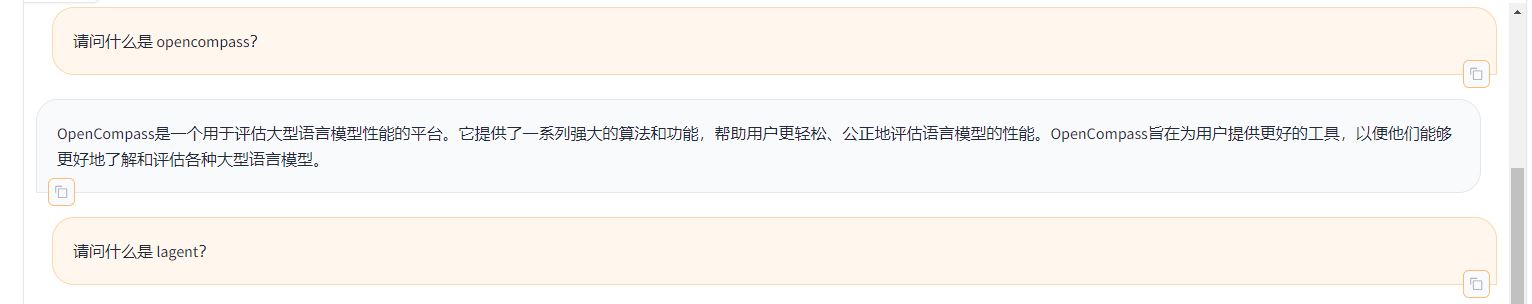 请问什么是 opencompass?
OpenCompass是一个用于评估大型语言模型性能的平台。它提供了一系列强大的算法和功能，帮助用户更轻松、公正地评估语言模型的性能。OpenCompass旨在为用户提供更好的工具，以便他们能够
更好地了解和评估各种大型语言模型。
请问什么是 lagent?